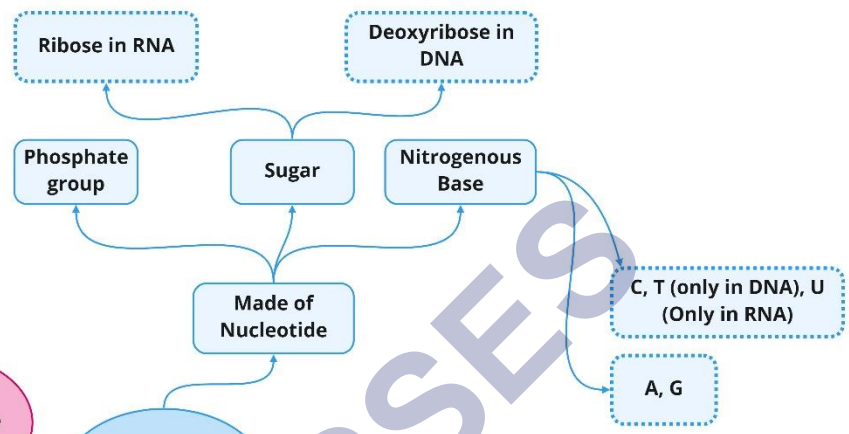 Ribose in RNA
Deoxyribose in
DNA
Phosphate
group
Sugar
Nitrogenous
Base
Made of
Nucleotide
C, T (only in DNA), U
(Only in RNA)
A, G